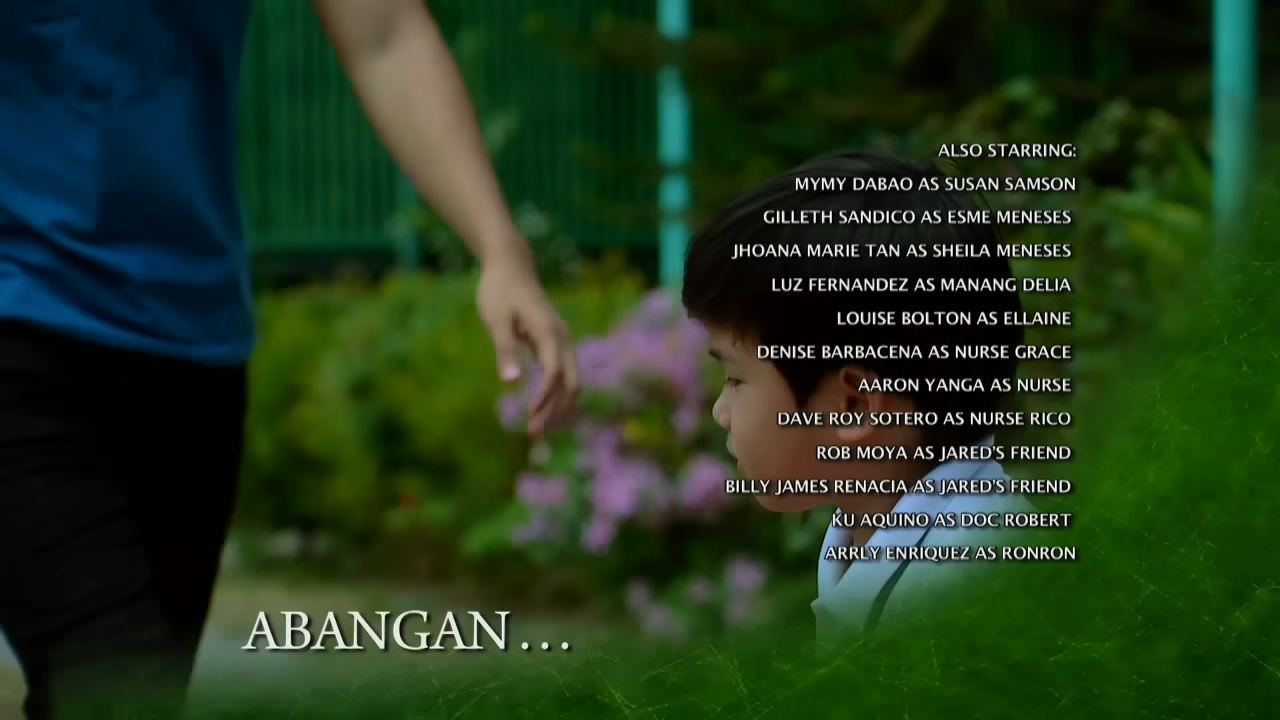 ALSO STARRING:
MYMY DABAO AS SUSAN SAMSON
GILLETH SANDICO AS ESME MENESES
JHOANA MARIE TAN AS SHEILA MENESES
LUZ FERNANDEZ AS MANANG DELIA
LOUISE BOLTON AS ELLAINE
DENISE BARBACENA AS NURSE GRACE
AARON YANGA AS NURSE
DAVE ROY SOTERO AS NURSE RICO
ROB MOYA AS JARED'S FRIEND
BILLY JAMES RENACIA AS JARED'S FRIEND
KU AQUINO AS DOC ROBERT
ARRLY ENRIQUEZ AS RONRON
ABANGAN...